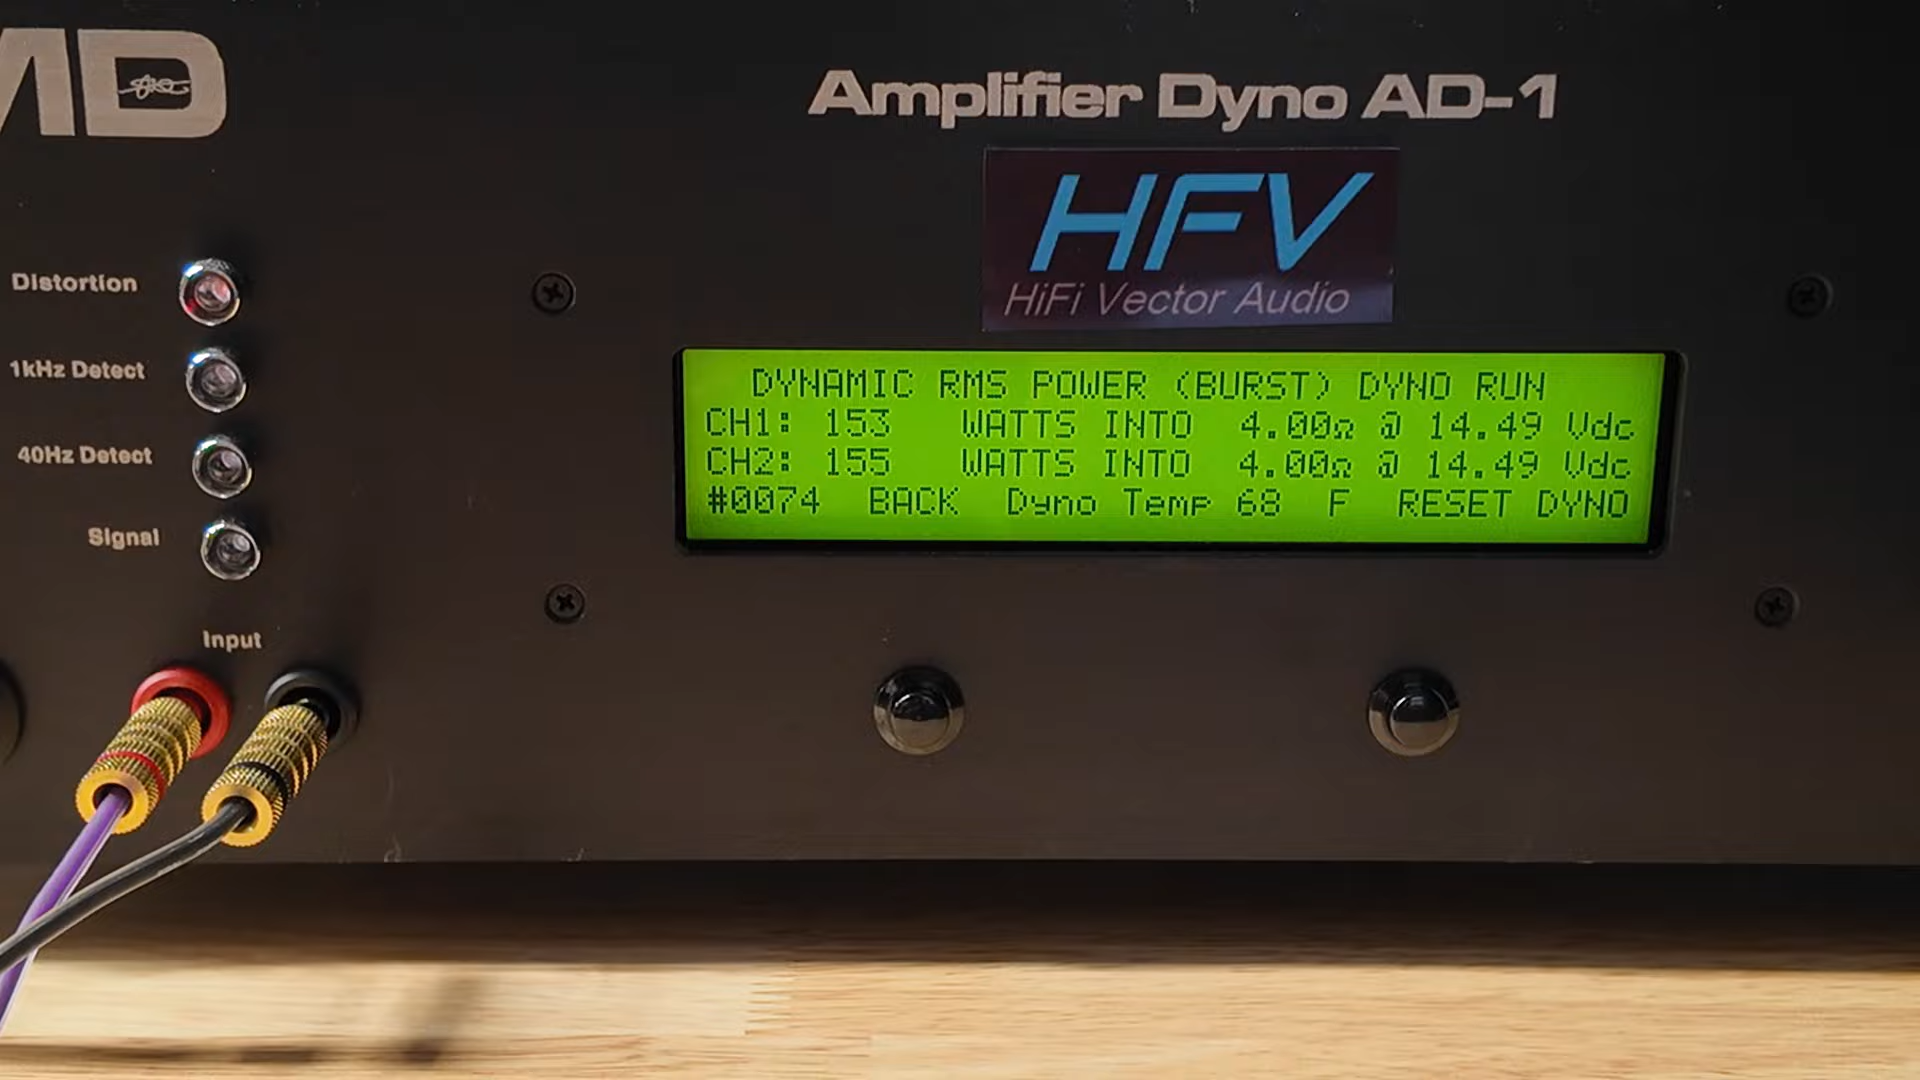 MD
Amplifier Dyno AD-1
HFV
HiFi Vector Audio
Distortion
1kHz Detect
40Hz Detect
Signal
Input
DYNAMIC RMS POWER (BURST) DYNO RUN
CH1: 153 WATTS INTO 4.00Ω @ 14.49 Vdc
CH2: 155 WATTS INTO 4.00Ω @ 14.49 Vdc
#0074 BACK Dyno Temp 68 F RESET DYNO